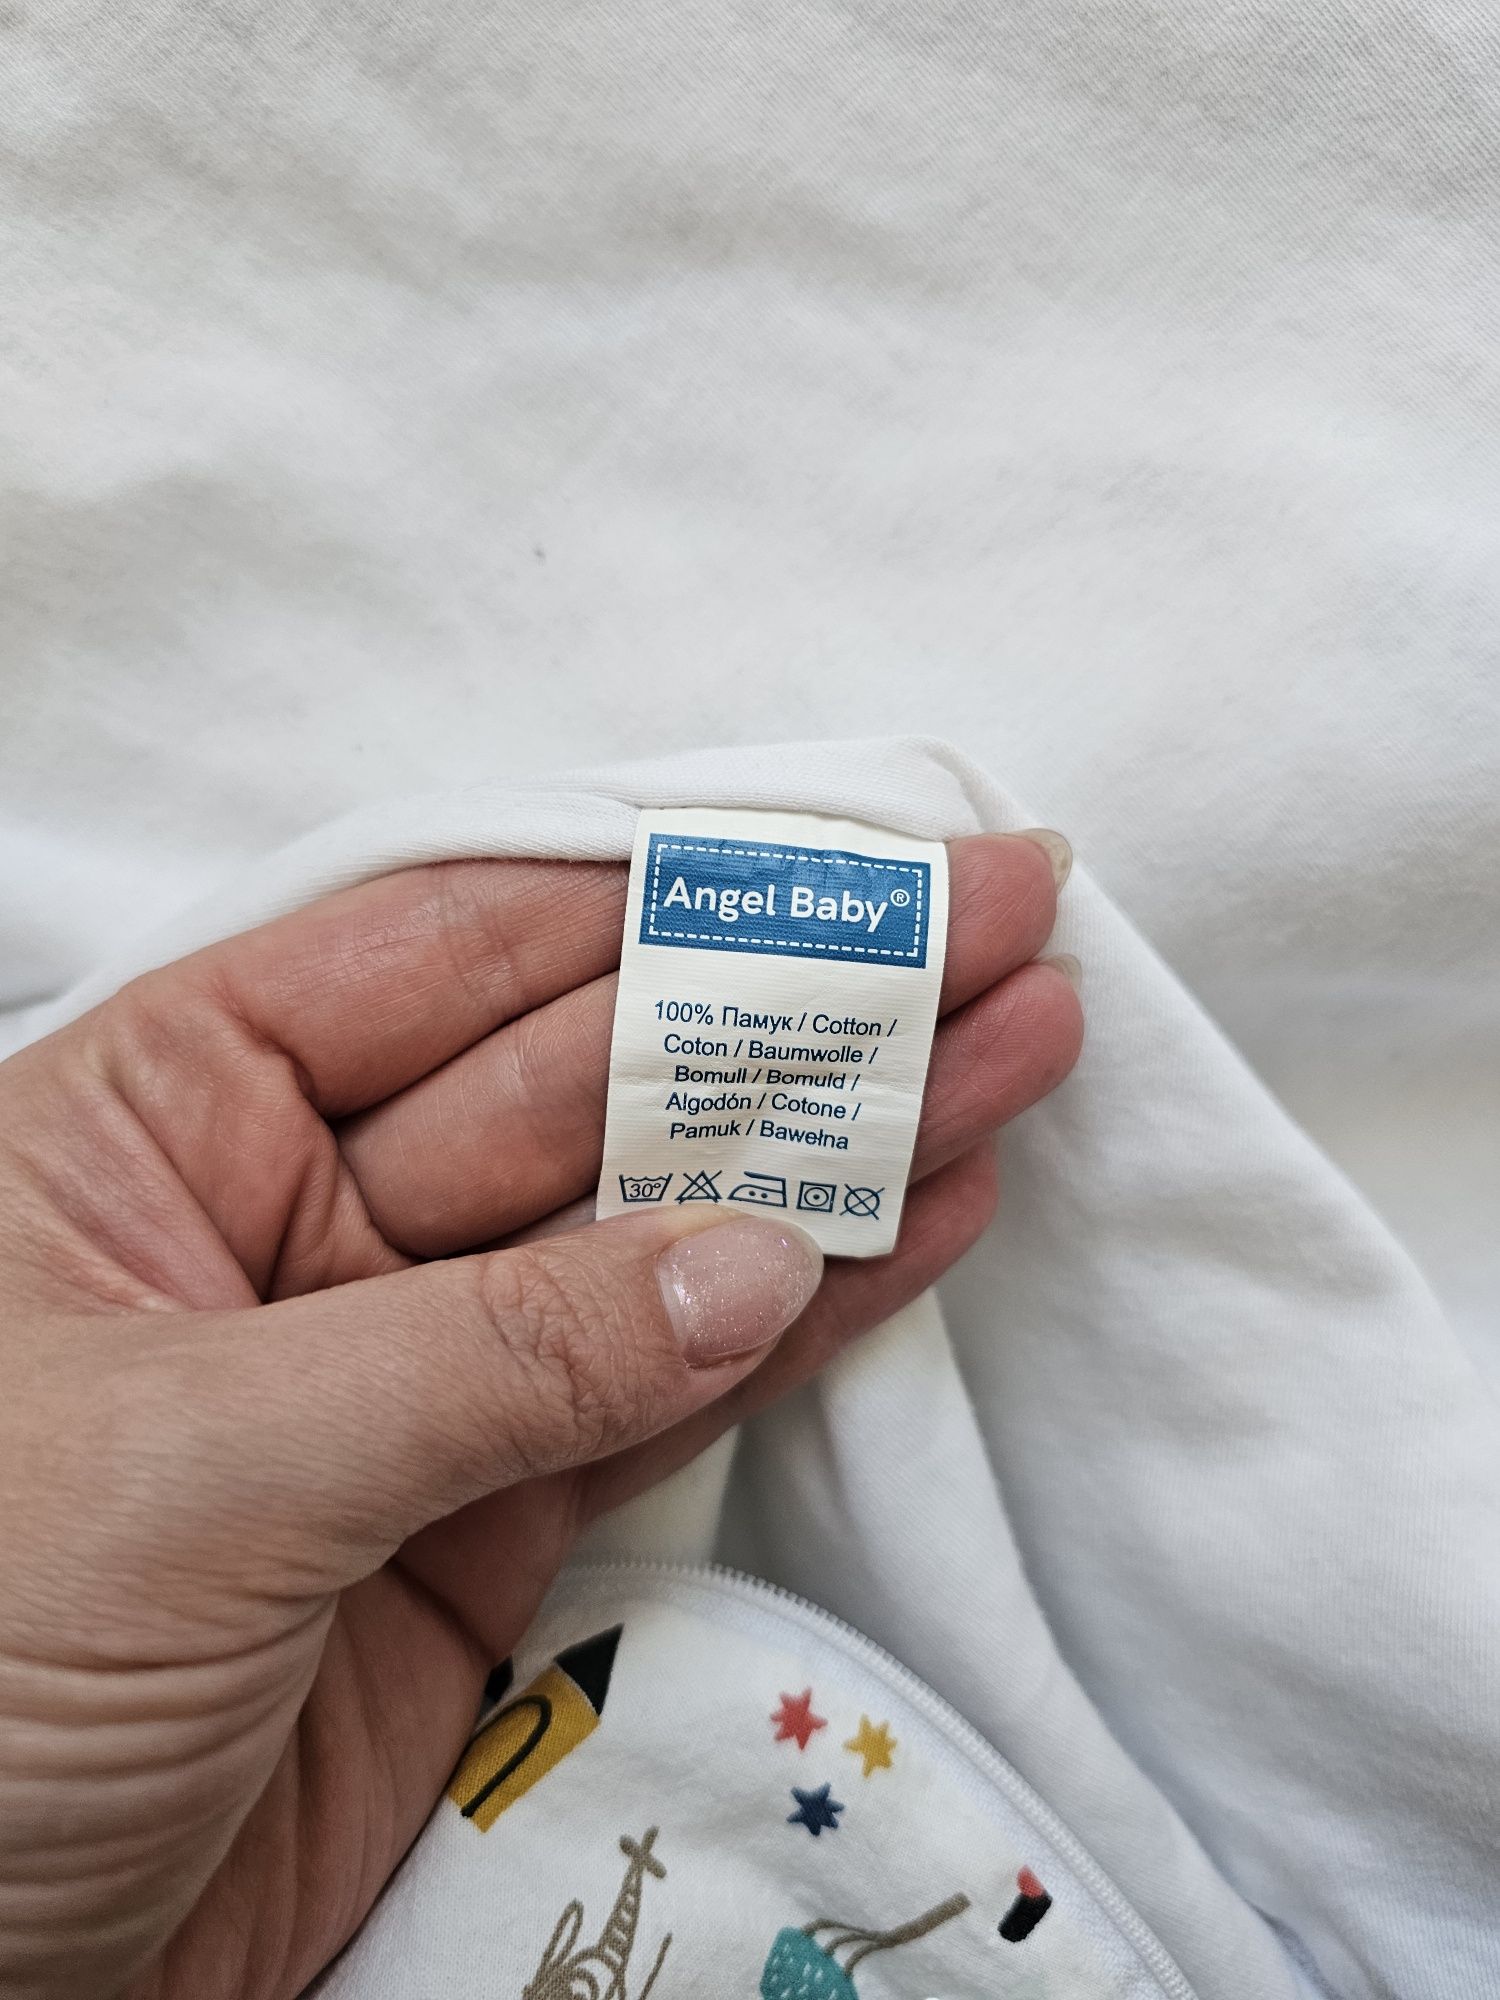 Angel Baby®
100% Памук / Cotton /
Coton / Baumwolle /
Bomull / Bomuld /
Algodón / Cotone /
Pamuk / Bawełna
30°